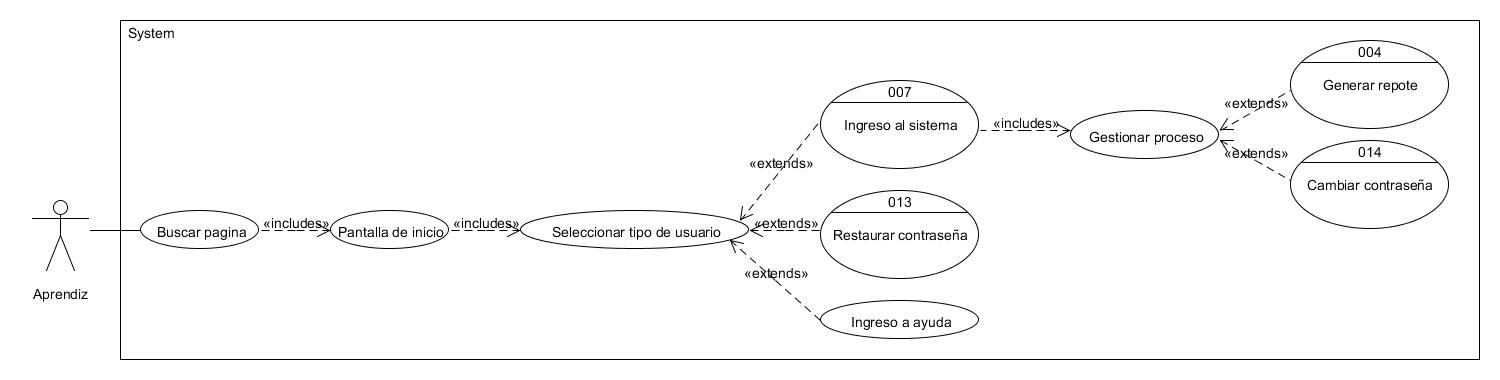 System
004
Generar repote
«extends»
007
Ingreso al sistema
«includes»
Gestionar proceso
«extends»
014
Cambiar contraseña
«extends»
013
Restaurar contraseña
«extends»
Buscar pagina
«includes»
Pantalla de inicio
«includes»
Seleccionar tipo de usuario
«extends»
Ingreso a ayuda
Aprendiz